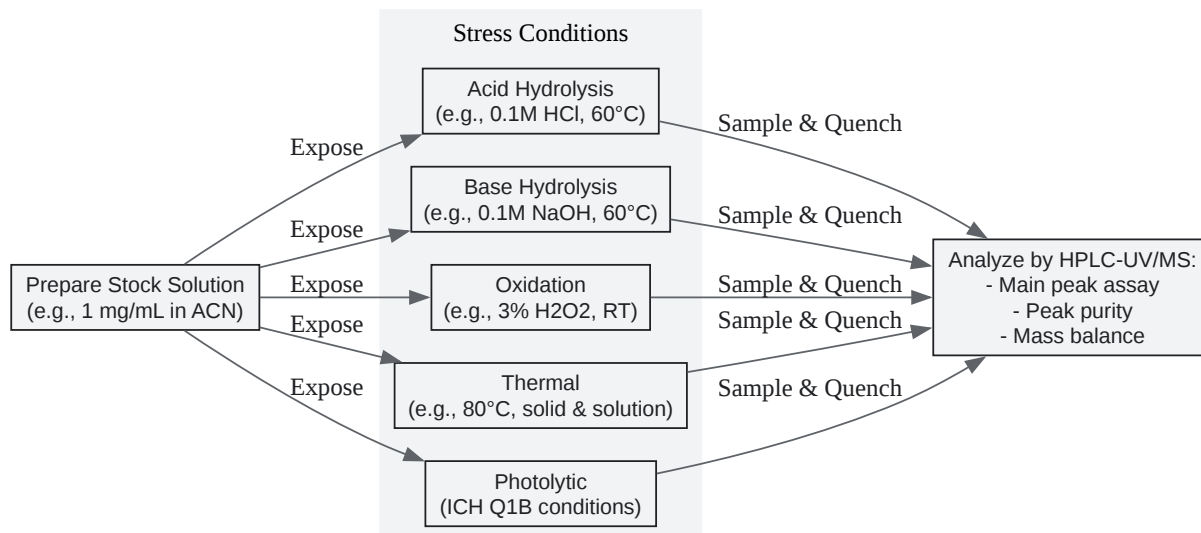 Stress Conditions
Acid Hydrolysis
(e.g., 0.1M HCl, 60°C)
Sample & Quench
Expose
Base Hydrolysis
(e.g., 0.1M NaOH, 60°C)
Sample & Quench
Expose
Prepare Stock Solution
(e.g., 1 mg/mL in ACN)
Expose
Oxidation
(e.g., 3% H2O2, RT)
Sample & Quench
Analyze by HPLC-UV/MS:
- Main peak assay
- Peak purity
- Mass balance
Expose
Sample & Quench
Thermal
(e.g., 80°C, solid & solution)
Expose
Sample & Quench
Photolytic
(ICH Q1B conditions)